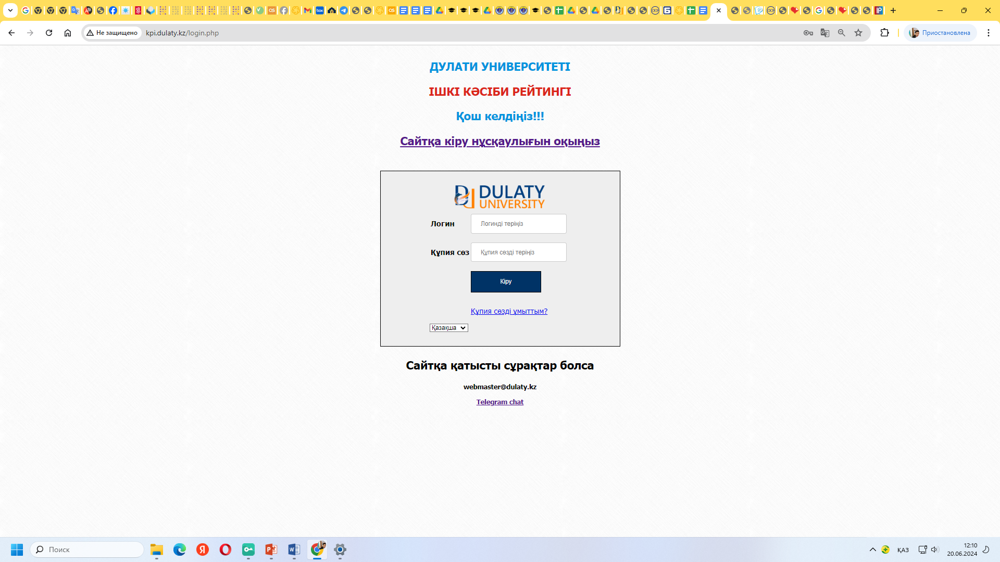 Не защищено
kpi.dulaty.kz/login.php
Приостановлена
ДУЛАТИ УНИВЕРСИТЕТІ
ІШКІ КӘСІБИ РЕЙТИНГІ
Қош келдіңіз!!!
Сайтқа кіру нұсқаулығын оқыңыз
DULATY
UNIVERSITY
Логин
Логинді теріңіз
Құпия сөз
Құпия сөзді теріңіз
Кіру
Құпия сөзді ұмыттым?
Қазақша
Сайтқа қатысты сұрақтар болса
webmaster@dulaty.kz
Telegram chat
Поиск
ҚАЗ
12:10
20.06.2024